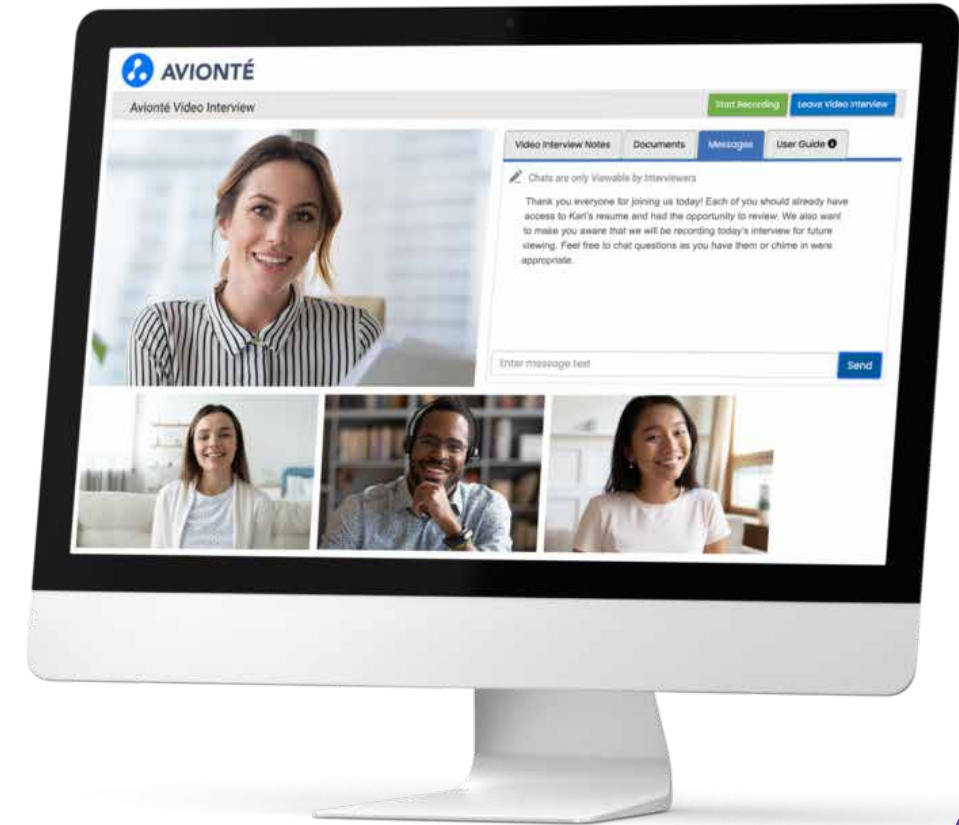 AVIONTÉ
Avionté Video Interview
Start Recording
Leave Video Interview
Video Interview Notes
Documents
Messages
User Guide
Chats are only Viewable by Interviewers
Thank you everyone for joining us today! Each of you should already have
access to Kari's resume and had the opportunity to review. We also want
to make you aware that we will be recording today's interview for future
viewing. Feel free to chat questions as you have them or chime in were
appropriate.
Enter message text
Send